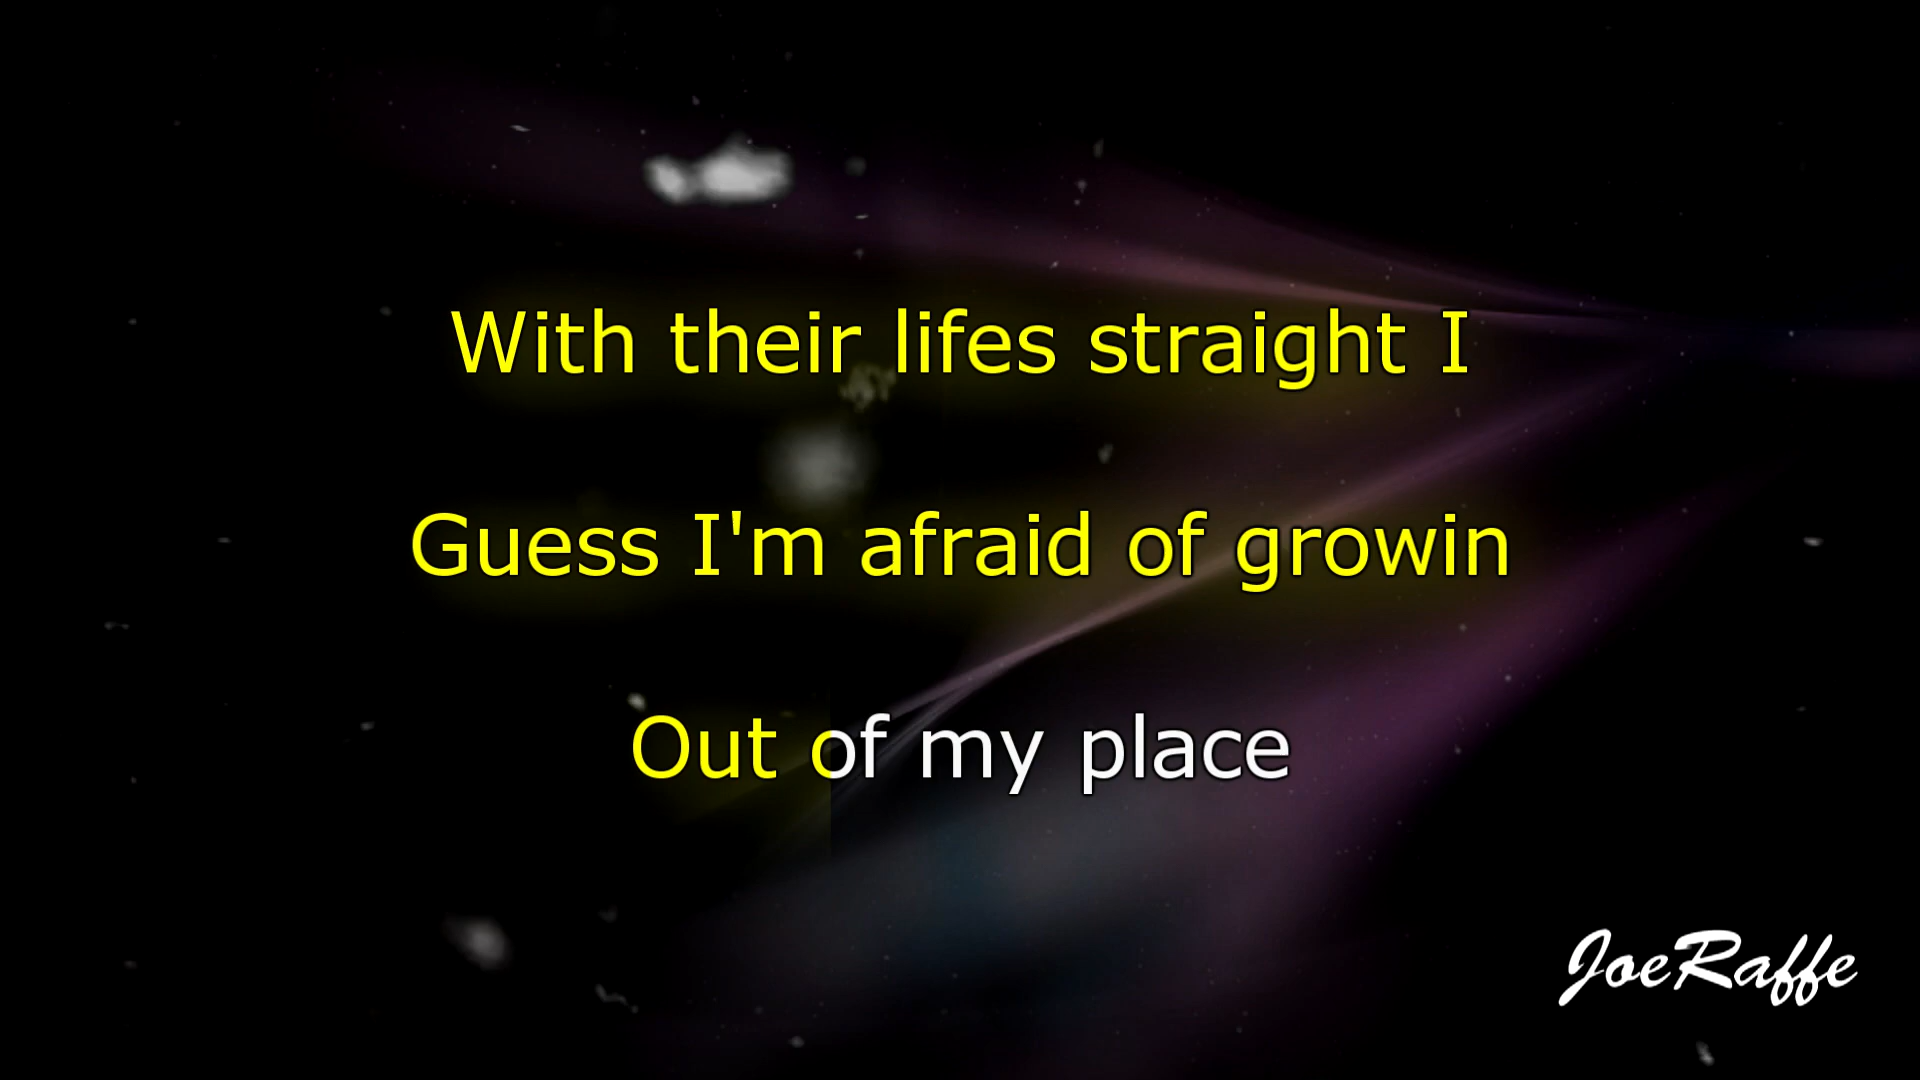 With their lifes straight I
Guess I'm afraid of growin
Out of my place
JoeRaffe